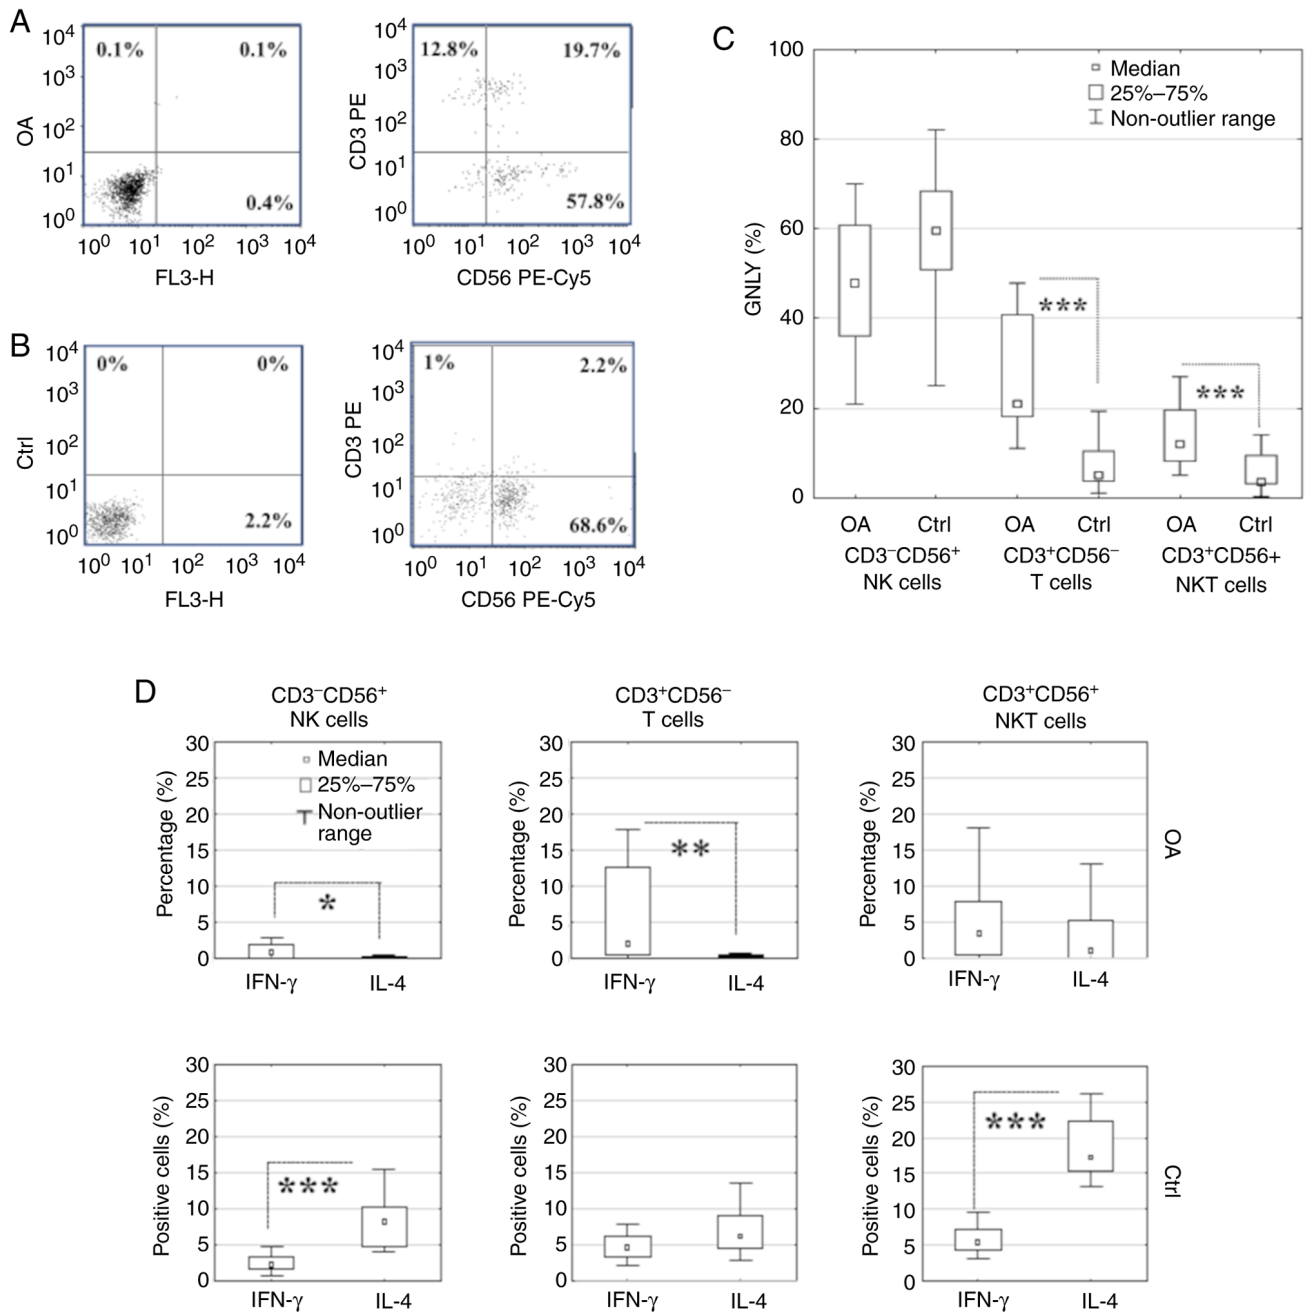 A
OA
10⁴
10³
10²
10¹
10⁰
0.1%
0.1%
0.4%
10⁰ 10¹ 10² 10³ 10⁴
FL3-H
CD3 PE
10⁴
10³
10²
10¹
10⁰
12.8%
19.7%
57.8%
10⁰ 10¹ 10² 10³ 10⁴
CD56 PE-Cy5
B
Ctrl
10⁴
10³
10²
10¹
10⁰
0%
0%
2.2%
10⁰ 10¹ 10² 10³ 10⁴
FL3-H
CD3 PE
10⁴
10³
10²
10¹
10⁰
1%
2.2%
68.6%
10⁰ 10¹ 10² 10³ 10⁴
CD56 PE-Cy5
C
GNLY (%)
100
80
60
40
20
0
Median
25%–75%
Non-outlier range
***
***
OA Ctrl OA Ctrl OA Ctrl
CD3⁻CD56⁺ CD3⁺CD56⁻ CD3⁺CD56+
NK cells T cells NKT cells
D
CD3⁻CD56⁺
NK cells
Percentage (%)
30
25
20
15
10
5
0
Median
25%–75%
Non-outlier
range
*
IFN-γ IL-4
CD3⁺CD56⁻
T cells
Percentage (%)
30
25
20
15
10
5
0
**
IFN-γ IL-4
CD3⁺CD56⁺
NKT cells
Percentage (%)
30
25
20
15
10
5
0
IFN-γ IL-4
OA
Positive cells (%)
30
25
20
15
10
5
0
***
IFN-γ IL-4
Positive cells (%)
30
25
20
15
10
5
0
IFN-γ IL-4
Positive cells (%)
30
25
20
15
10
5
0
***
IFN-γ IL-4
Ctrl